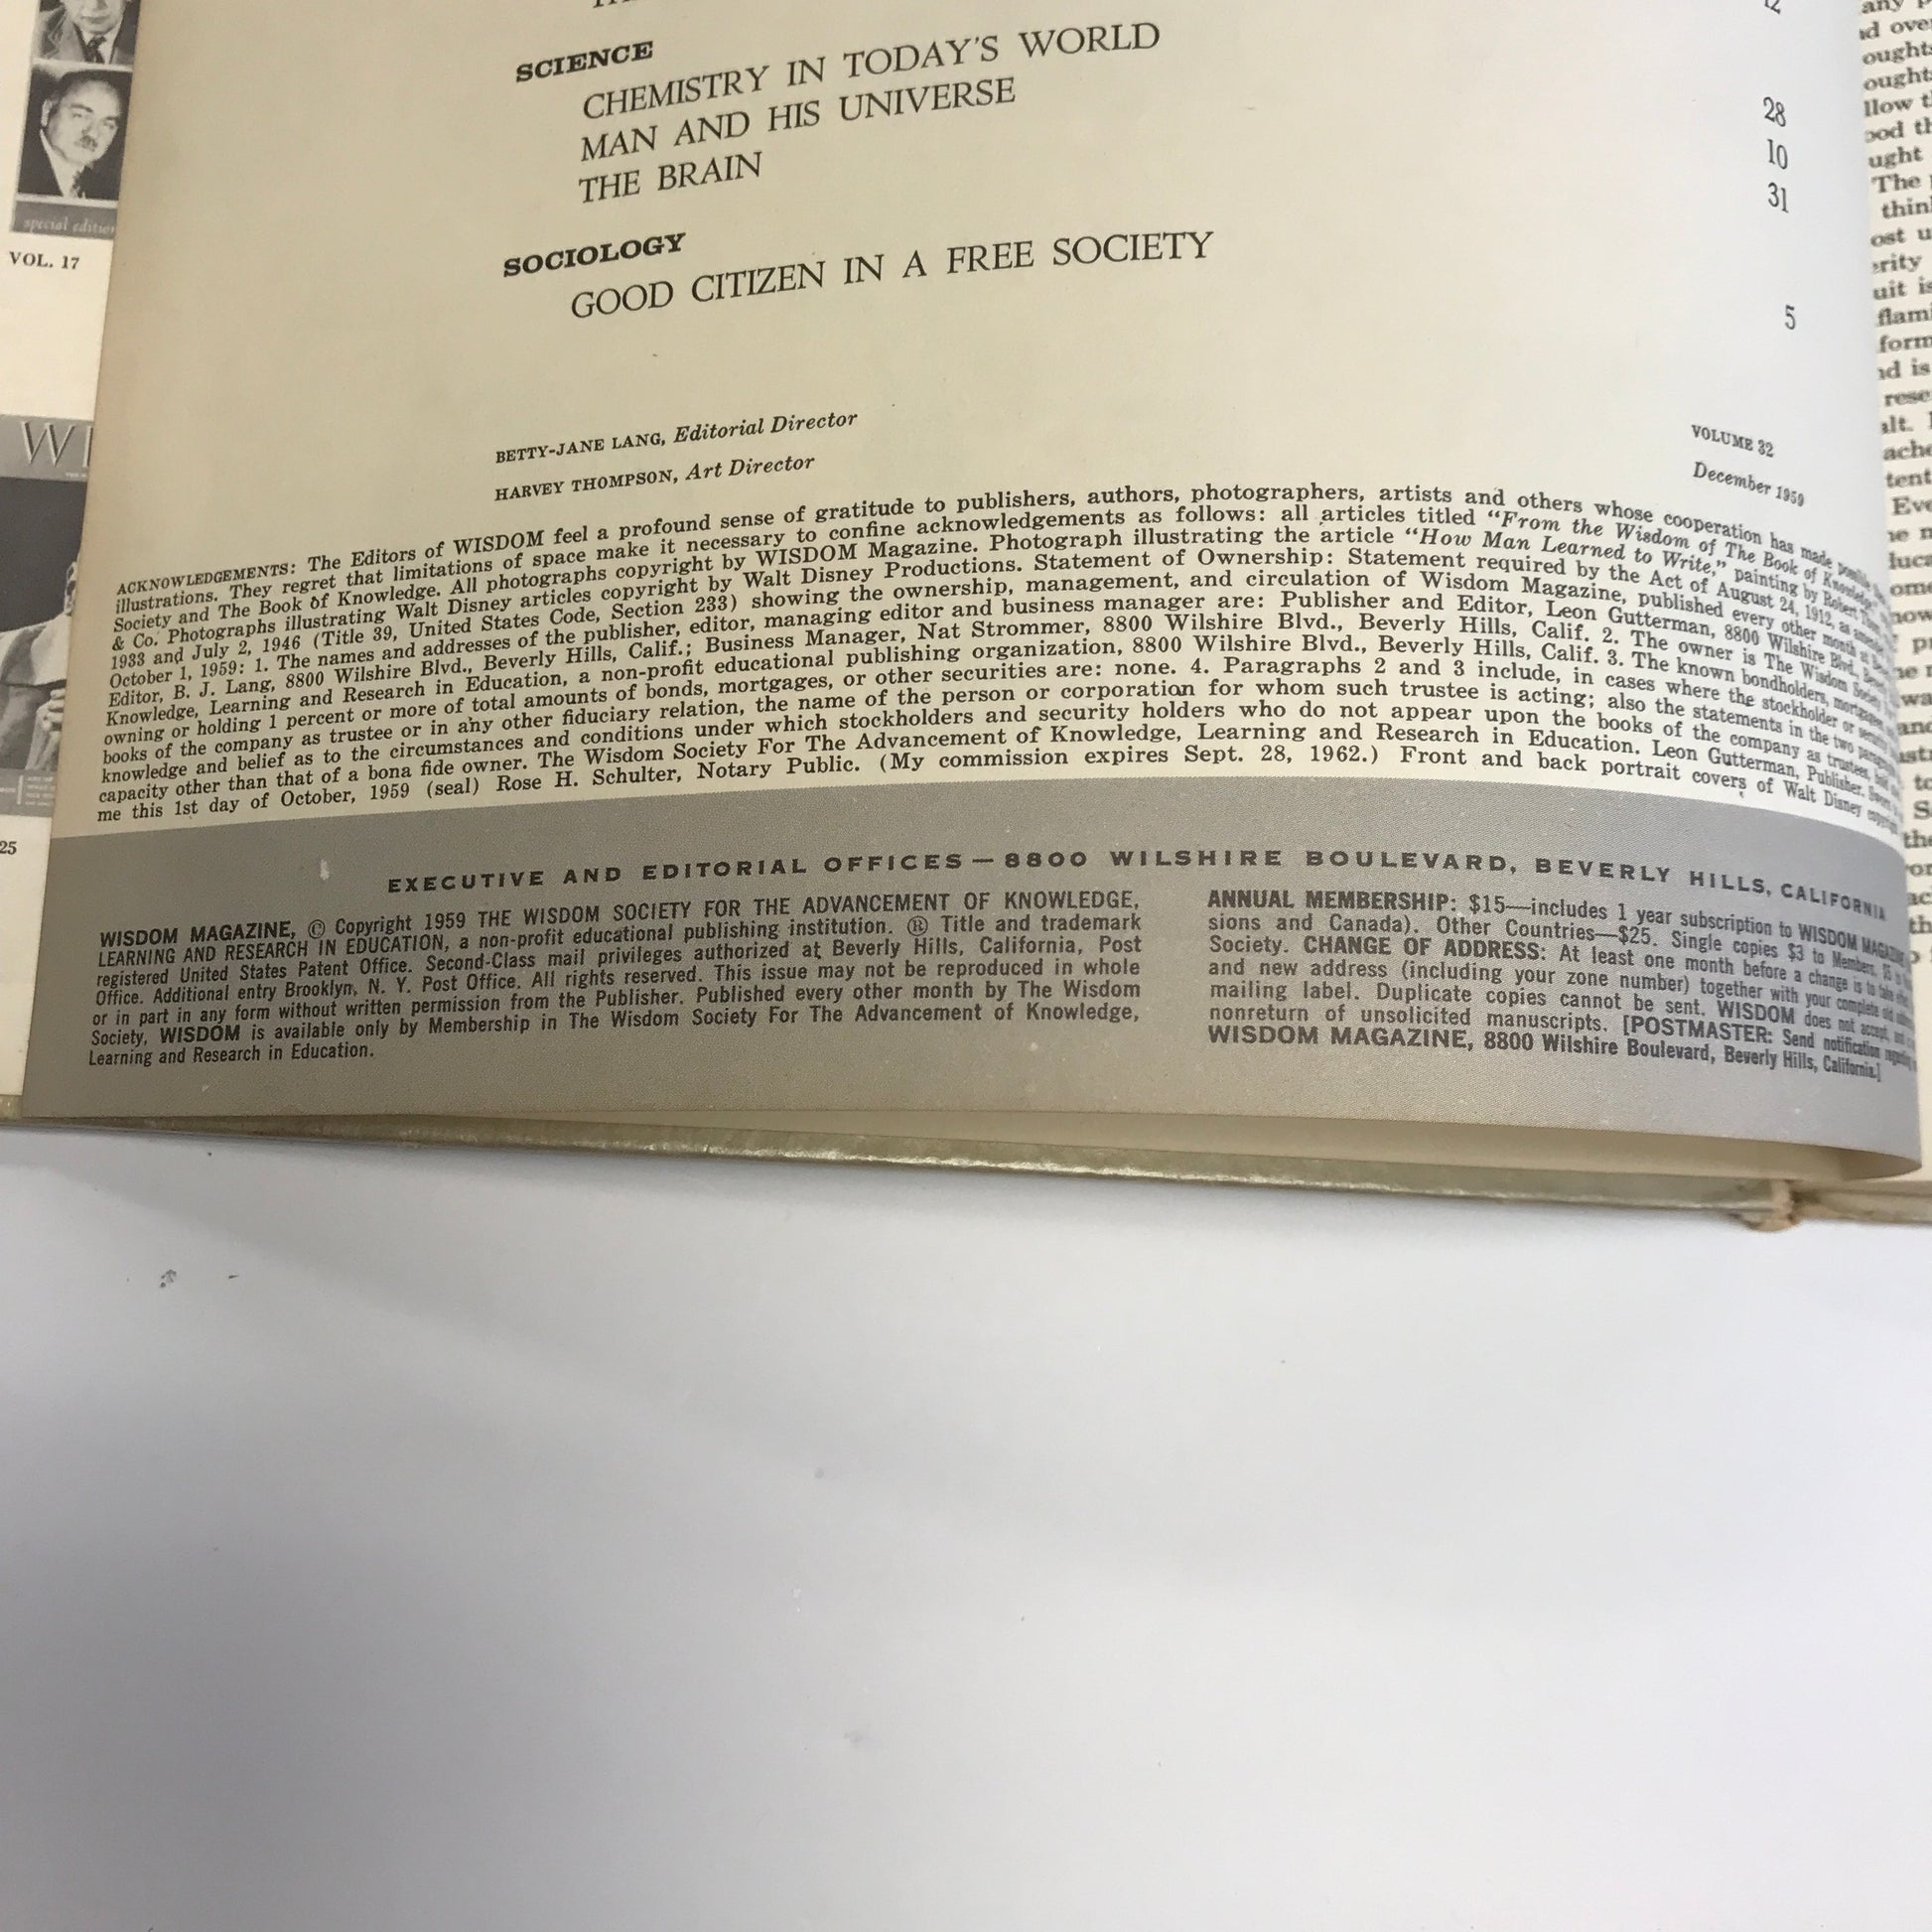 special edition
VOL. 17
25
12
SCIENCE
CHEMISTRY IN TODAY'S WORLD 28
MAN AND HIS UNIVERSE 10
THE BRAIN 31
SOCIOLOGY
GOOD CITIZEN IN A FREE SOCIETY 5
BETTY-JANE LANG, Editorial Director
HARVEY THOMPSON, Art Director
VOLUME 32
December 1959
ACKNOWLEDGEMENTS: The Editors of WISDOM feel a profound sense of gratitude to publishers, authors, photographers, artists and others whose cooperation has made
illustrations. They regret that limitations of space make it necessary to confine acknowledgements as follows: all articles titled “From the Wisdom of The Book of Knowledge
Society and The Book of Knowledge. All photographs copyright by WISDOM Magazine. Photograph illustrating the article “How Man Learned to Write,” painting by Robert
& Co. Photographs illustrating Walt Disney articles copyright by Walt Disney Productions. Statement of Ownership: Statement required by the Act of August 24, 1912, as
1933 and July 2, 1946 (Title 39, United States Code, Section 233) showing the ownership, management, and circulation of Wisdom Magazine, published every other month at
October 1, 1959: 1. The names and addresses of the publisher, editor, managing editor and business manager are: Publisher and Editor, Leon Gutterman, 8800 Wilshire Blvd.,
Editor, B. J. Lang, 8800 Wilshire Blvd., Beverly Hills, Calif.; Business Manager, Nat Strommer, 8800 Wilshire Blvd., Beverly Hills, Calif. 2. The owner is The Wisdom Society
Knowledge, Learning and Research in Education, a non-profit educational publishing organization, 8800 Wilshire Blvd., Beverly Hills, Calif. 3. The known bondholders,
owning or holding 1 percent or more of total amounts of bonds, mortgages, or other securities are: none. 4. Paragraphs 2 and 3 include, in cases where the stockholder or security
books of the company as trustee or in any other fiduciary relation, the name of the person or corporation for whom such trustee is acting; also the statements in the two
knowledge and belief as to the circumstances and conditions under which stockholders and security holders who do not appear upon the books of the company as trustees,
capacity other than that of a bona fide owner. The Wisdom Society For The Advancement of Knowledge, Learning and Research in Education. Leon Gutterman, Publisher.
me this 1st day of October, 1959 (seal) Rose H. Schulter, Notary Public. (My commission expires Sept. 28, 1962.) Front and back portrait covers of Walt Disney
EXECUTIVE AND EDITORIAL OFFICES — 8800 WILSHIRE BOULEVARD, BEVERLY HILLS, CALIFORNIA
WISDOM MAGAZINE, © Copyright 1959 THE WISDOM SOCIETY FOR THE ADVANCEMENT OF KNOWLEDGE,
LEARNING AND RESEARCH IN EDUCATION, a non-profit educational publishing institution. ® Title and trademark
registered United States Patent Office. Second-Class mail privileges authorized at Beverly Hills, California, Post
Office. Additional entry Brooklyn, N. Y. Post Office. All rights reserved. This issue may not be reproduced in whole
or in part in any form without written permission from the Publisher. Published every other month by The Wisdom
Society, WISDOM is available only by Membership in The Wisdom Society For The Advancement of Knowledge,
Learning and Research in Education.
ANNUAL MEMBERSHIP: $15—includes 1 year subscription to WISDOM MAGAZINE
sions and Canada). Other Countries—$25. Single copies $3 to Members,
Society. CHANGE OF ADDRESS: At least one month before a change is to take
and new address (including your zone number) together with your complete old
mailing label. Duplicate copies cannot be sent. WISDOM does not accept,
nonreturn of unsolicited manuscripts. [POSTMASTER: Send notification
WISDOM MAGAZINE, 8800 Wilshire Boulevard, Beverly Hills, California.]